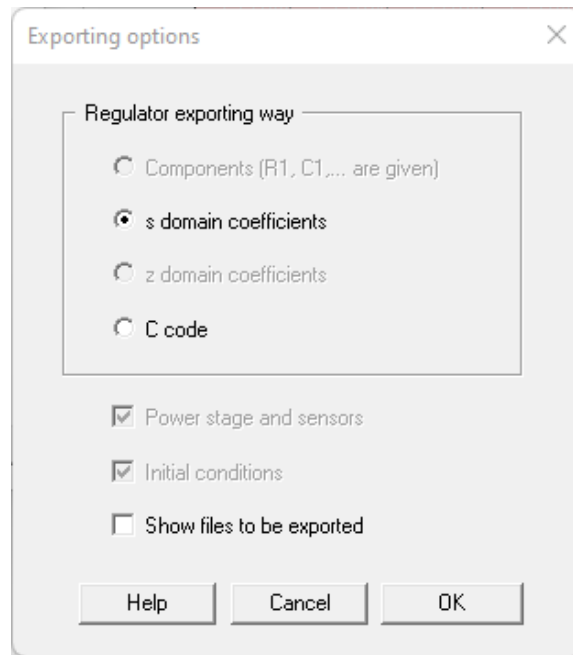 Exporting options
Regulator exporting way
Components (R1, C1,... are given)
s domain coefficients
z domain coefficients
C code
Power stage and sensors
Initial conditions
Show files to be exported
Help Cancel OK